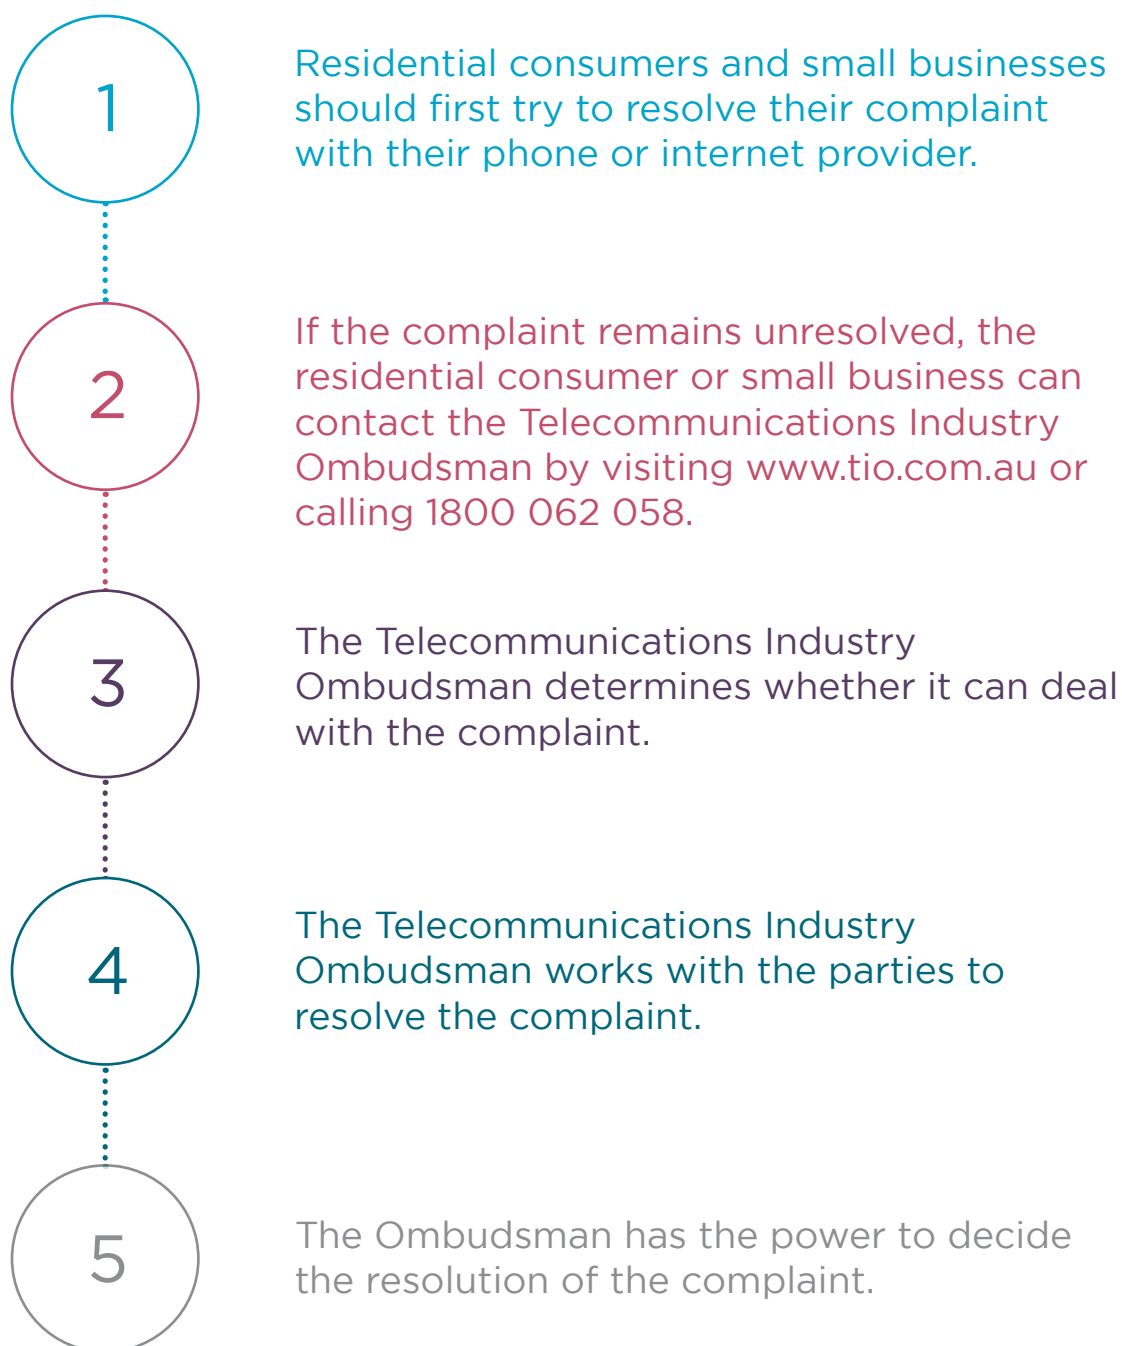 1
Residential consumers and small businesses
should first try to resolve their complaint
with their phone or internet provider.
2
If the complaint remains unresolved, the
residential consumer or small business can
contact the Telecommunications Industry
Ombudsman by visiting www.tio.com.au or
calling 1800 062 058.
3
The Telecommunications Industry
Ombudsman determines whether it can deal
with the complaint.
4
The Telecommunications Industry
Ombudsman works with the parties to
resolve the complaint.
5
The Ombudsman has the power to decide
the resolution of the complaint.